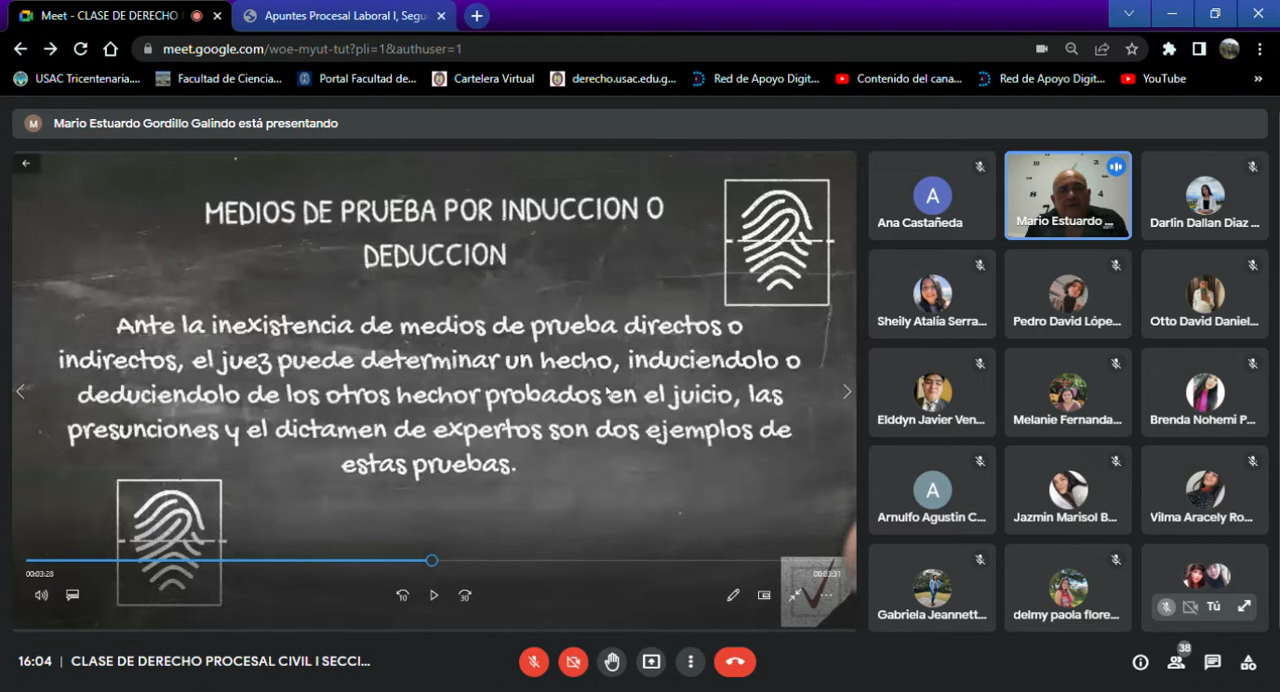 Meet - CLASE DE DERECHO
Apuntes Procesal Laboral I, Segu
meet.google.com/woe-myut-tut?pli=1&authuser=1
USAC Tricentenaria....
Facultad de Ciencia...
Portal Facultad de...
Cartelera Virtual
derecho.usac.edu.g...
Red de Apoyo Digit...
Contenido del cana...
Red de Apoyo Digit...
YouTube
»
M
Mario Estuardo Gordillo Galindo está presentando
MEDIOS DE PRUEBA POR INDUCCION O
DEDUCCION
Ante la inexistencia de medios de prueba directos o
indirectos, el juez puede determinar un hecho, induciendolo o
deduciendolo de los otros hechor probados en el juicio, las
presunciones y el dictamen de expertos son dos ejemplos de
estas pruebas.
00:03:28
00:03:31
10
30
A
Ana Castañeda
Mario Estuardo ...
Darlin Dallan Diaz ...
Sheily Atalía Serra...
Pedro David Lópe...
Otto David Daniel...
Elddyn Javier Ven...
Melanie Fernanda...
Brenda Nohemi P...
A
Arnulfo Agustin C...
Jazmin Marisol B...
Vilma Aracely Ro...
Gabriela Jeannett...
delmy paola flore...
Tú
16:04 | CLASE DE DERECHO PROCESAL CIVIL I SECCI...
38